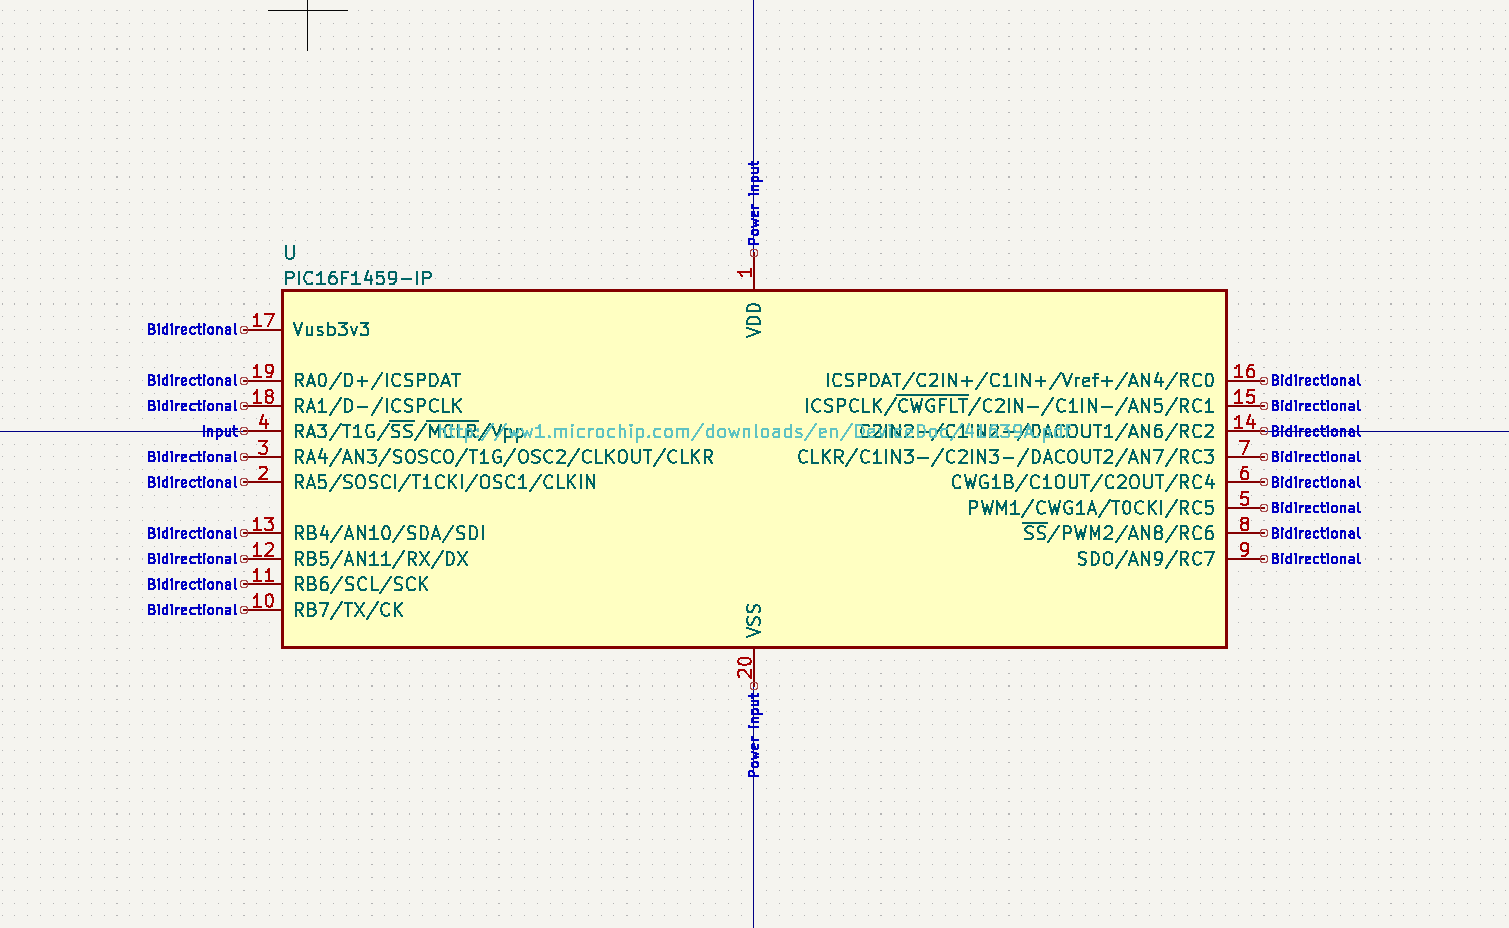 Power Input
1
U
PIC16F1459-IP
VDD
Bidirectional 17 Vusb3v3
Bidirectional 19 RA0/D+/ICSPDAT
ICSPDAT/C2IN+/C1IN+/Vref+/AN4/RC0 16 Bidirectional
Bidirectional 18 RA1/D-/ICSPCLK
ICSPCLK/CWGFLT/C2IN-/C1IN-/AN5/RC1 15 Bidirectional
Input 4 RA3/T1G/SS/MCLR/Vpp
C2IN2-/C1IN2-/DACOUT1/AN6/RC2 14 Bidirectional
http://ww1.microchip.com/downloads/en/DeviceDoc/41639A.pdf
Bidirectional 3 RA4/AN3/SOSCO/T1G/OSC2/CLKOUT/CLKR
CLKR/C1IN3-/C2IN3-/DACOUT2/AN7/RC3 7 Bidirectional
Bidirectional 2 RA5/SOSCI/T1CKI/OSC1/CLKIN
CWG1B/C1OUT/C2OUT/RC4 6 Bidirectional
PWM1/CWG1A/T0CKI/RC5 5 Bidirectional
Bidirectional 13 RB4/AN10/SDA/SDI
SS/PWM2/AN8/RC6 8 Bidirectional
Bidirectional 12 RB5/AN11/RX/DX
SDO/AN9/RC7 9 Bidirectional
Bidirectional 11 RB6/SCL/SCK
Bidirectional 10 RB7/TX/CK
VSS
20
Power Input